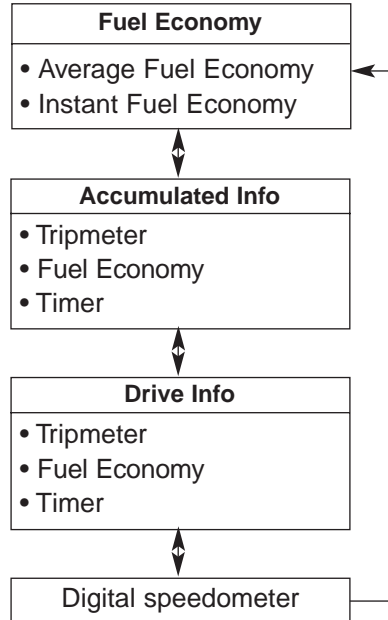 Fuel Economy
• Average Fuel Economy
• Instant Fuel Economy
Accumulated Info
• Tripmeter
• Fuel Economy
• Timer
Drive Info
• Tripmeter
• Fuel Economy
• Timer
Digital speedometer